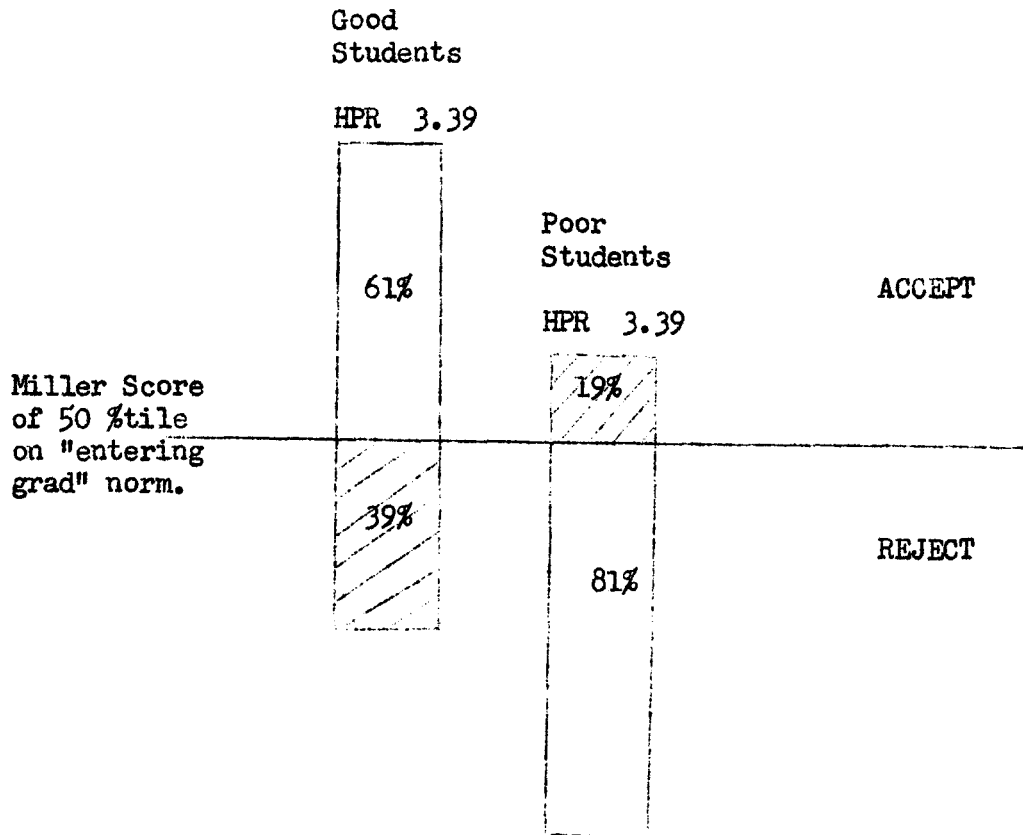 Good
Students
HPR 3.39
Poor
Students
61%
ACCEPT
HPR 3.39
19%
Miller Score
of 50 %tile
on "entering
grad" norm.
39%
REJECT
81%